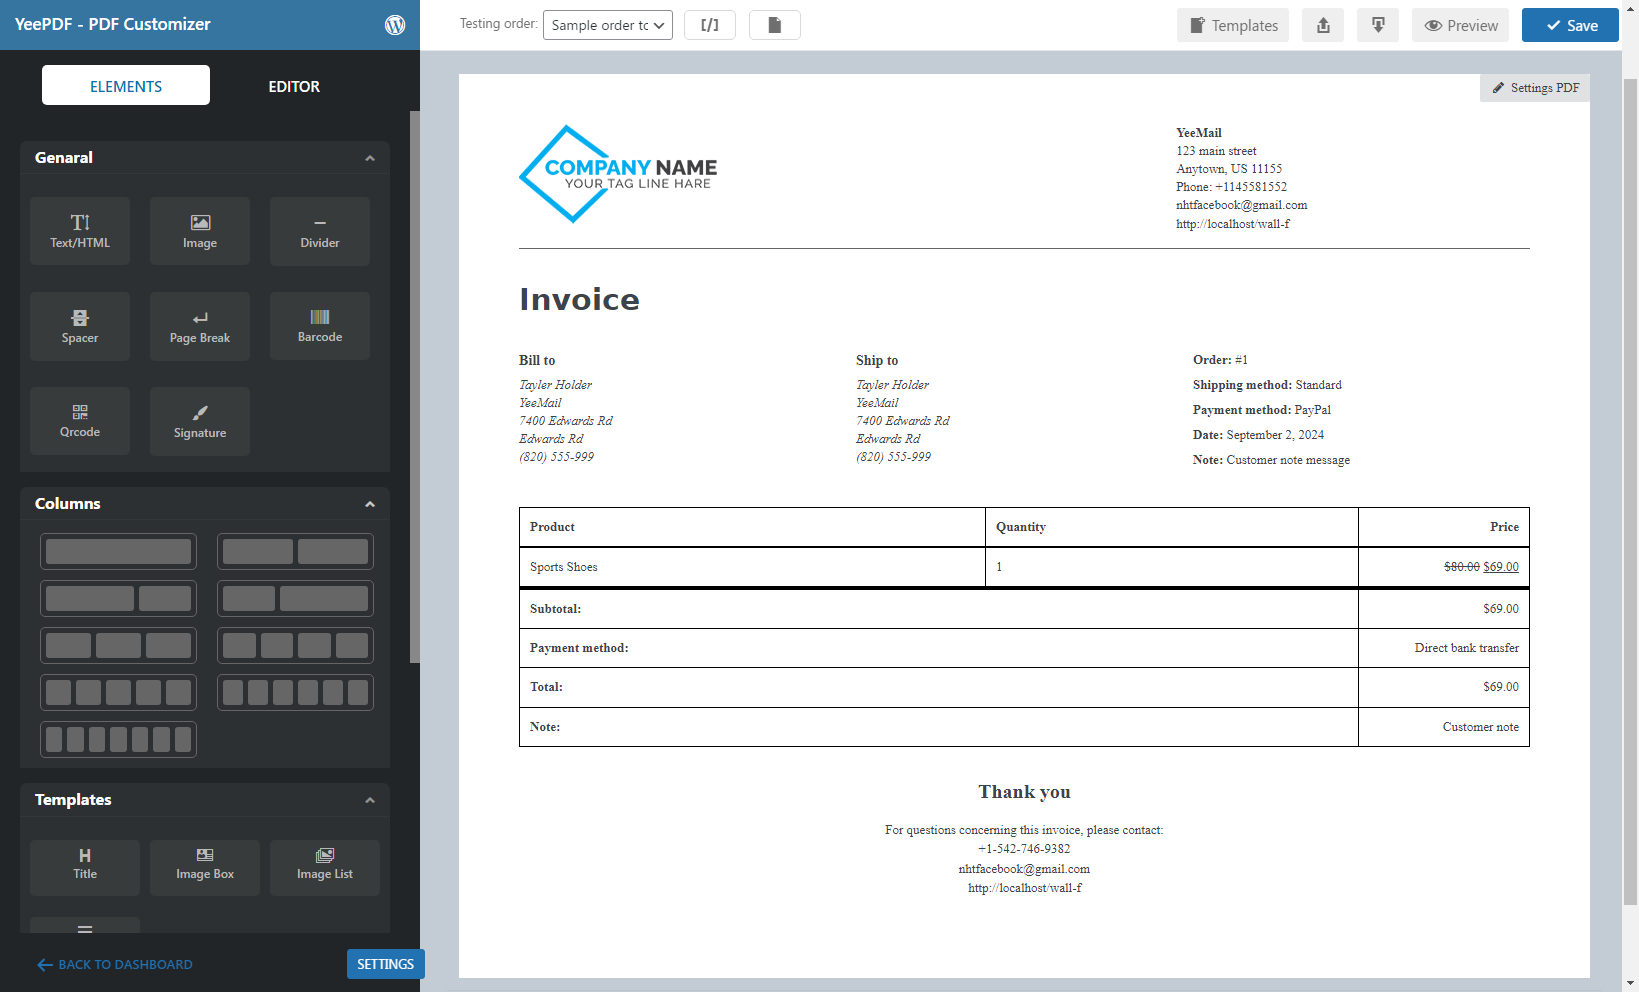 YeePDF - PDF Customizer
Testing order:
Sample order tc
[/]
Templates
Preview
Save
ELEMENTS
EDITOR
Genaral
Text/HTML
Image
Divider
Spacer
Page Break
Barcode
Qrcode
Signature
Columns
Templates
Title
Image Box
Image List
BACK TO DASHBOARD
SETTINGS
Settings PDF
COMPANY NAME
YOUR TAG LINE HARE
YeeMail
123 main street
Anytown, US 11155
Phone: +1145581552
nhtfacebook@gmail.com
http://localhost/wall-f
Invoice
Bill to
Tayler Holder
YeeMail
7400 Edwards Rd
Edwards Rd
(820) 555-999
Ship to
Tayler Holder
YeeMail
7400 Edwards Rd
Edwards Rd
(820) 555-999
Order: #1
Shipping method: Standard
Payment method: PayPal
Date: September 2, 2024
Note: Customer note message
Product Quantity Price
Sports Shoes 1 $80.00 $69.00
Subtotal: $69.00
Payment method: Direct bank transfer
Total: $69.00
Note: Customer note
Thank you
For questions concerning this invoice, please contact:
+1-542-746-9382
nhtfacebook@gmail.com
http://localhost/wall-f